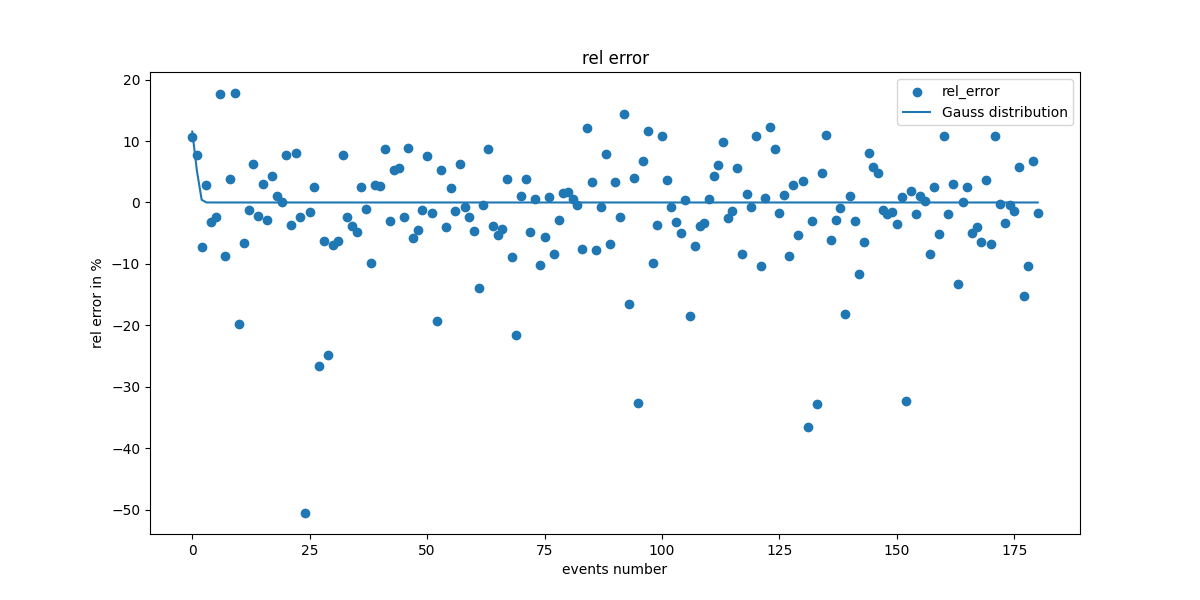 rel error
rel_error
Gauss distribution
rel error in %
20
10
0
−10
−20
−30
−40
−50
0 25 50 75 100 125 150 175
events number